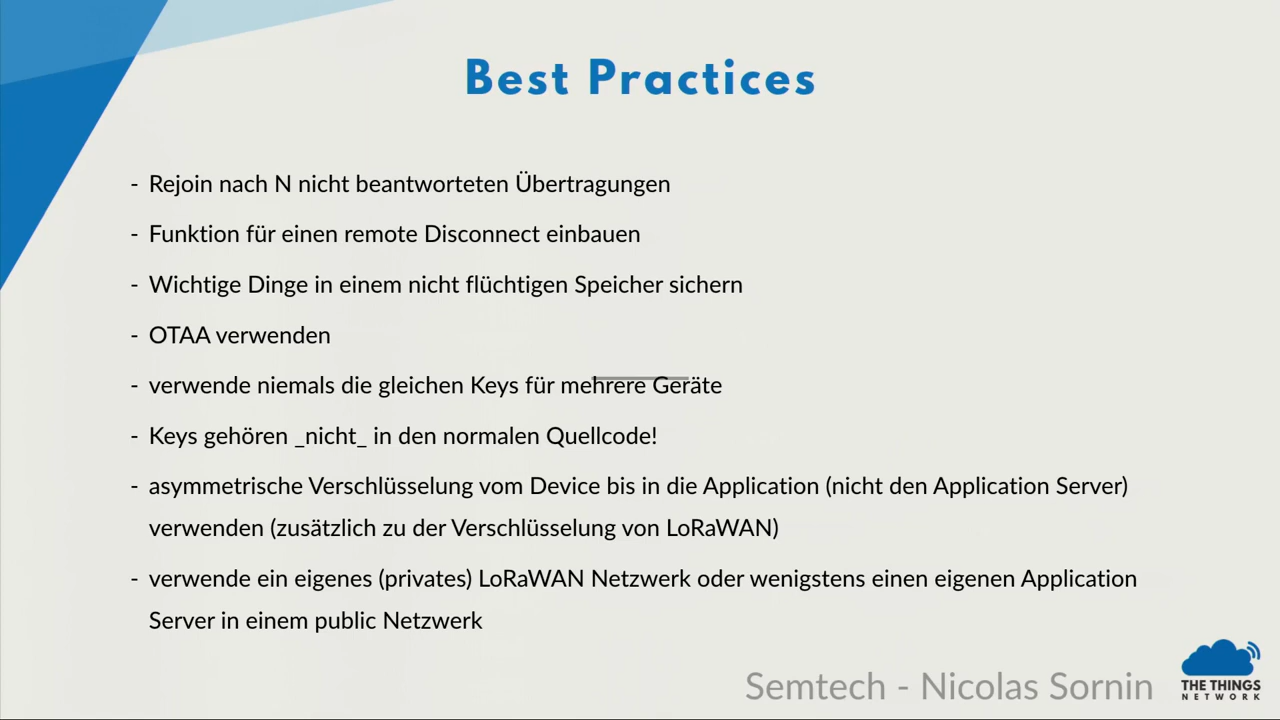 Best Practices
- Rejoin nach N nicht beantworteten Übertragungen
- Funktion für einen remote Disconnect einbauen
- Wichtige Dinge in einem nicht flüchtigen Speicher sichern
- OTAA verwenden
- verwende niemals die gleichen Keys für mehrere Geräte
- Keys gehören _nicht_ in den normalen Quellcode!
- asymmetrische Verschlüsselung vom Device bis in die Application (nicht den Application Server)
verwenden (zusätzlich zu der Verschlüsselung von LoRaWAN)
- verwende ein eigenes (privates) LoRaWAN Netzwerk oder wenigstens einen eigenen Application
Server in einem public Netzwerk
Semtech - Nicolas Sornin
THE THINGS
NETWORK